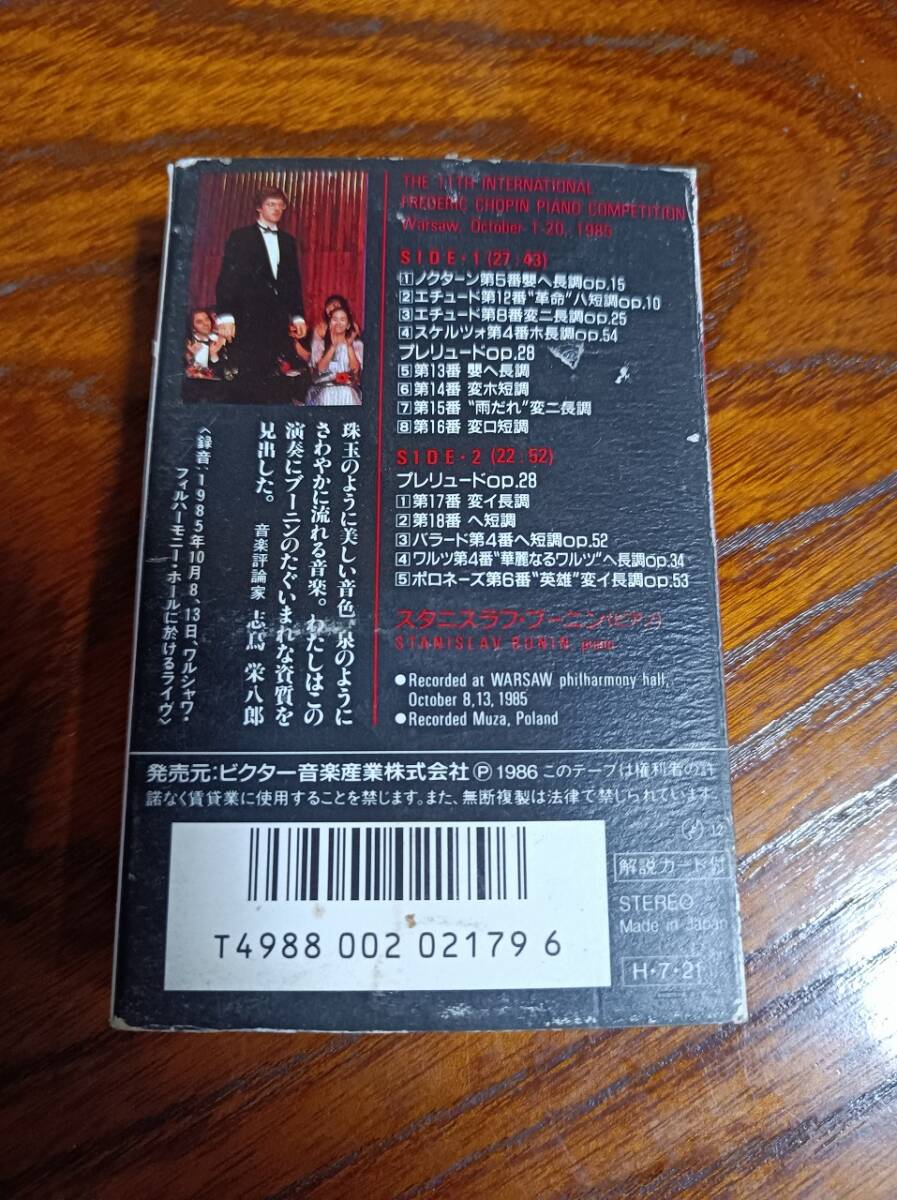 THE 11TH INTERNATIONAL
FREDERIC CHOPIN PIANO COMPETITION
Warsaw, October 1-20, 1985
SIDE・1 (27:43)
1 ノクターン第5番嬰ヘ長調op.15
2 エチュード第12番“革命”ハ短調op.10
3 エチュード第8番変ニ長調op.25
4 スケルツォ第4番ホ長調op.54
プレリュードop.28
5 第13番 嬰ヘ長調
6 第14番 変ホ短調
7 第15番 “雨だれ”変ニ長調
8 第16番 変ロ短調
SIDE・2 (22:52)
プレリュードop.28
1 第17番 変イ長調
2 第18番 ヘ短調
3 バラード第4番ヘ短調op.52
4 ワルツ第4番“華麗なるワルツ”ヘ長調op.34
5 ポロネーズ第6番“英雄”変イ長調op.53
スタニスラフ・ブーニン(ピアノ)
STANISLAV BUNIN, piano
●Recorded at WARSAW philharmony hall,
October 8,13, 1985
●Recorded Muza, Poland
珠玉のように美しい音色、泉のように
さわやかに流れる音楽。わたしはこの
演奏にブーニンのたぐいまれな資質を
見出した。 音楽評論家 志鳥 栄八郎
〈録音:1985年10月8、13日、ワルシャワ・
フィルハーモニー・ホールに於けるライヴ〉
発売元:ビクター音楽産業株式会社 Ⓟ 1986 このテープは権利者の許
諾なく賃貸業に使用することを禁じます。また、無断複製は法律で禁じられています。
12
解説カード付
STEREO
Made in Japan
H・7・21
T4988 002 021796